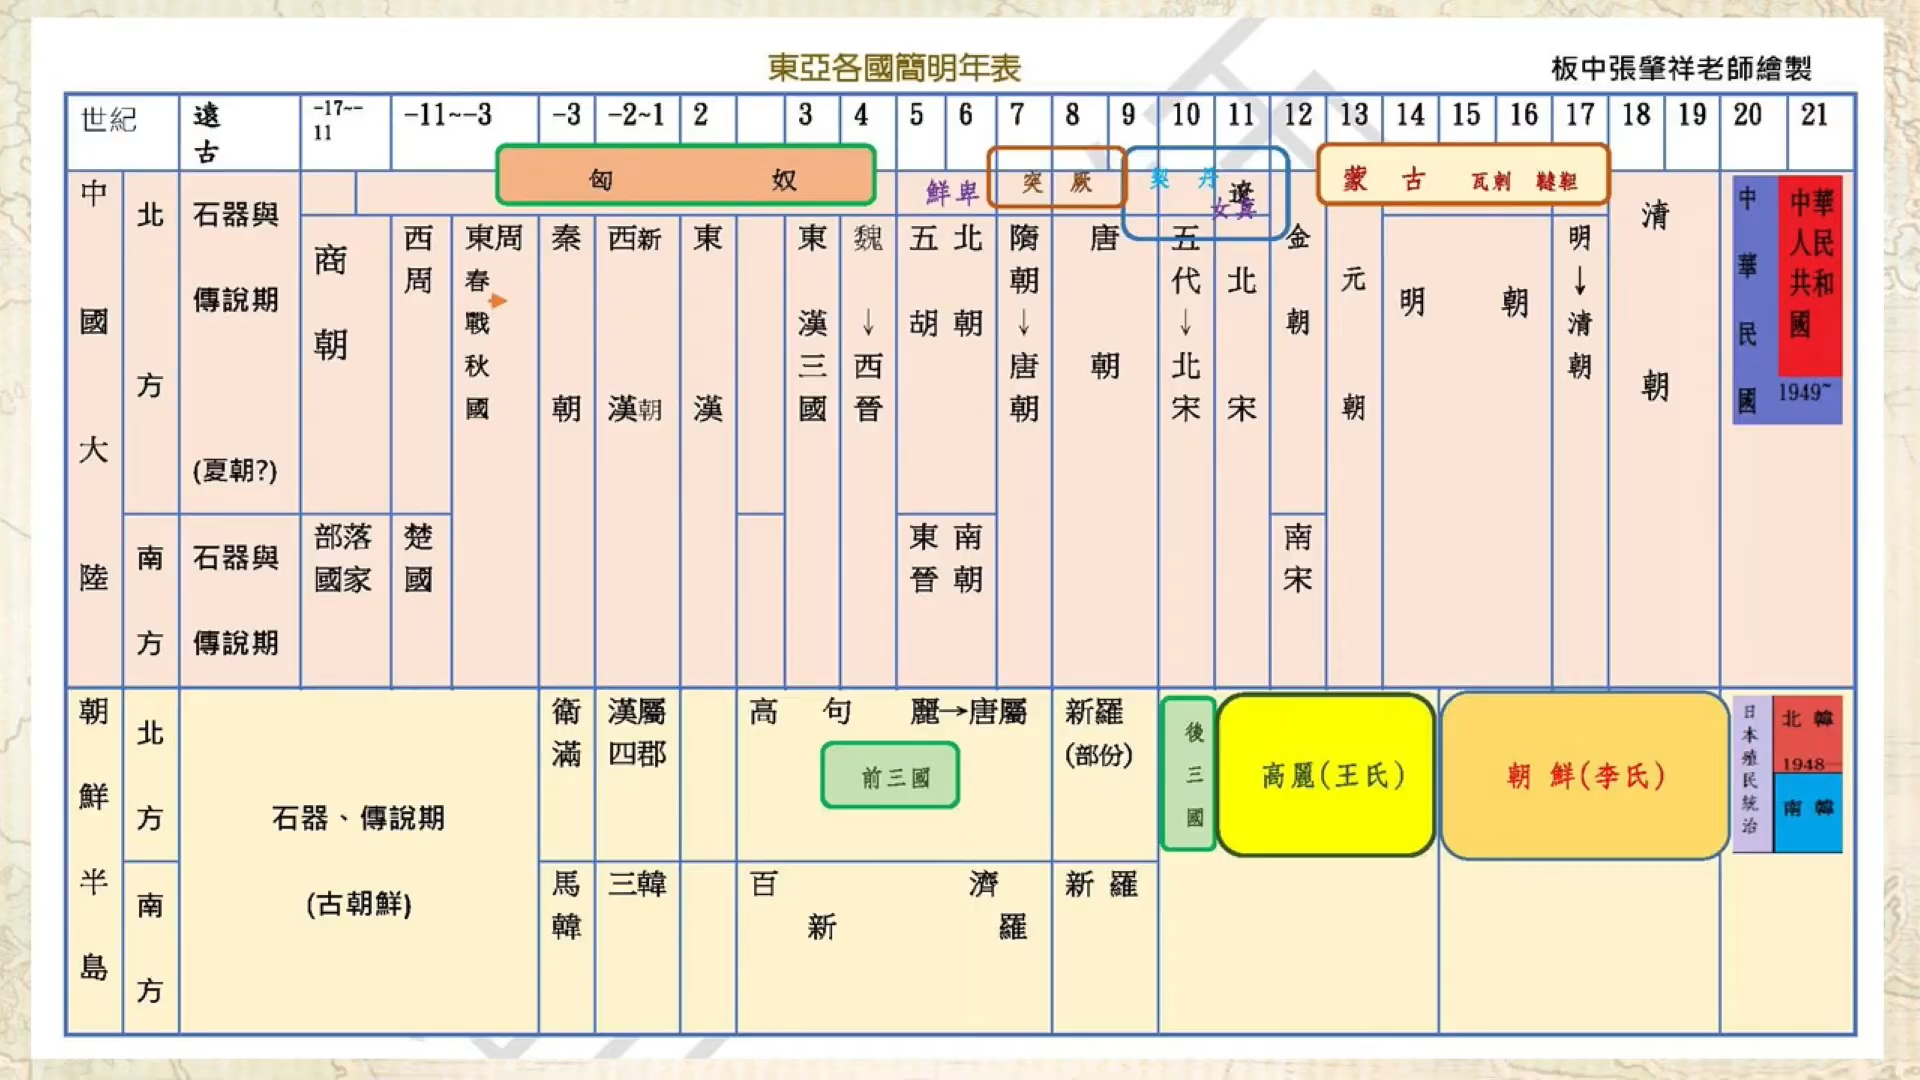 東亞各國簡明年表
板中張肇祥老師繪製
世紀 遠古 -17~-11 -11~-3 -3 -2~1 2 3 4 5 6 7 8 9 10 11 12 13 14 15 16 17 18 19 20 21
匈 奴
鮮卑
突 厥
契 丹 遼
女真
蒙 古 瓦剌 韃靼
中國大陸
北方
石器與
傳說期
(夏朝?)
商朝
西周
東周
春戰秋國
秦朝
西新
漢朝
東漢
東漢三國
魏↓西晉
五胡
北朝
隋朝↓唐朝
唐朝
五代↓北宋
北宋
金朝
元朝
明 朝
明↓清朝
清朝
中華民國
中華人民共和國
1949~
南方
石器與
傳說期
部落
國家
楚國
東晉
南朝
南宋
朝鮮半島
北方
石器、傳說期
(古朝鮮)
衛滿
漢屬
四郡
高 句 麗→唐屬
前三國
新羅
(部份)
後三國
高麗(王氏)
朝 鮮(李氏)
日本殖民統治
北 韓
1948—
南 韓
南方
馬韓
三韓
百 濟
新 羅
新 羅